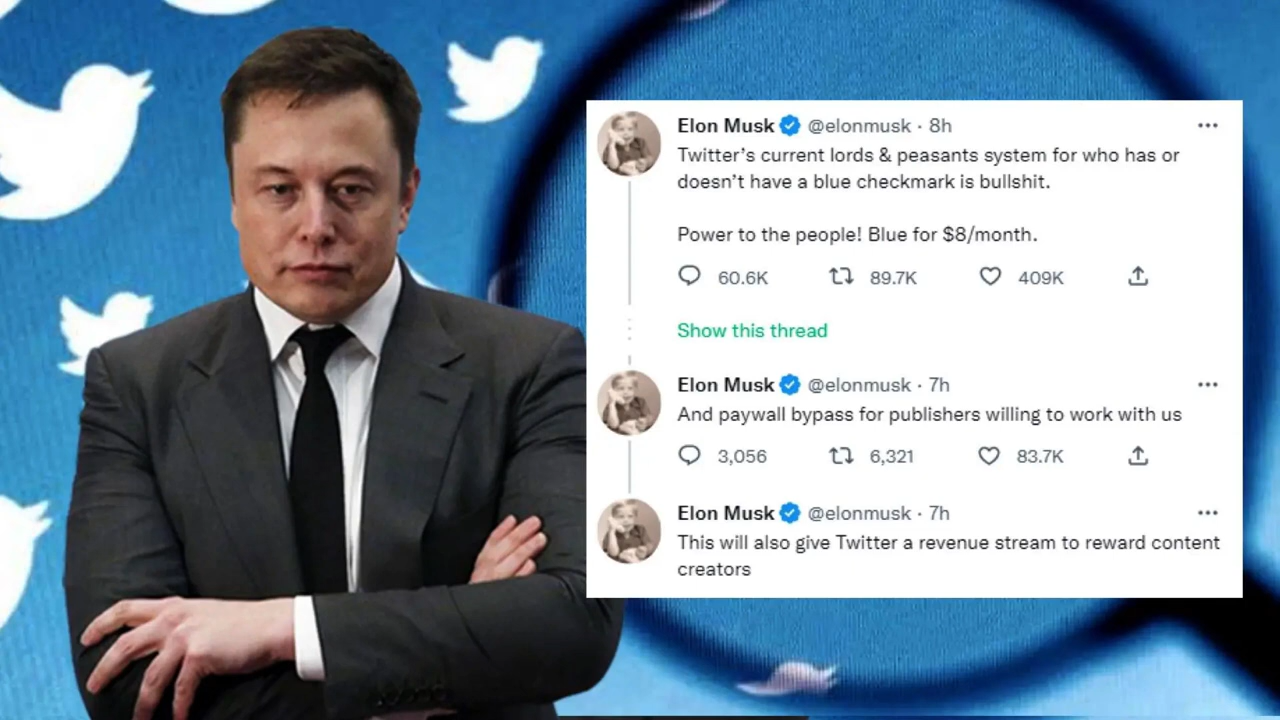 Elon Musk @elonmusk · 8h
Twitter’s current lords & peasants system for who has or
doesn’t have a blue checkmark is bullshit.
Power to the people! Blue for $8/month.
60.6K 89.7K 409K
Show this thread
Elon Musk @elonmusk · 7h
And paywall bypass for publishers willing to work with us
3,056 6,321 83.7K
Elon Musk @elonmusk · 7h
This will also give Twitter a revenue stream to reward content
creators